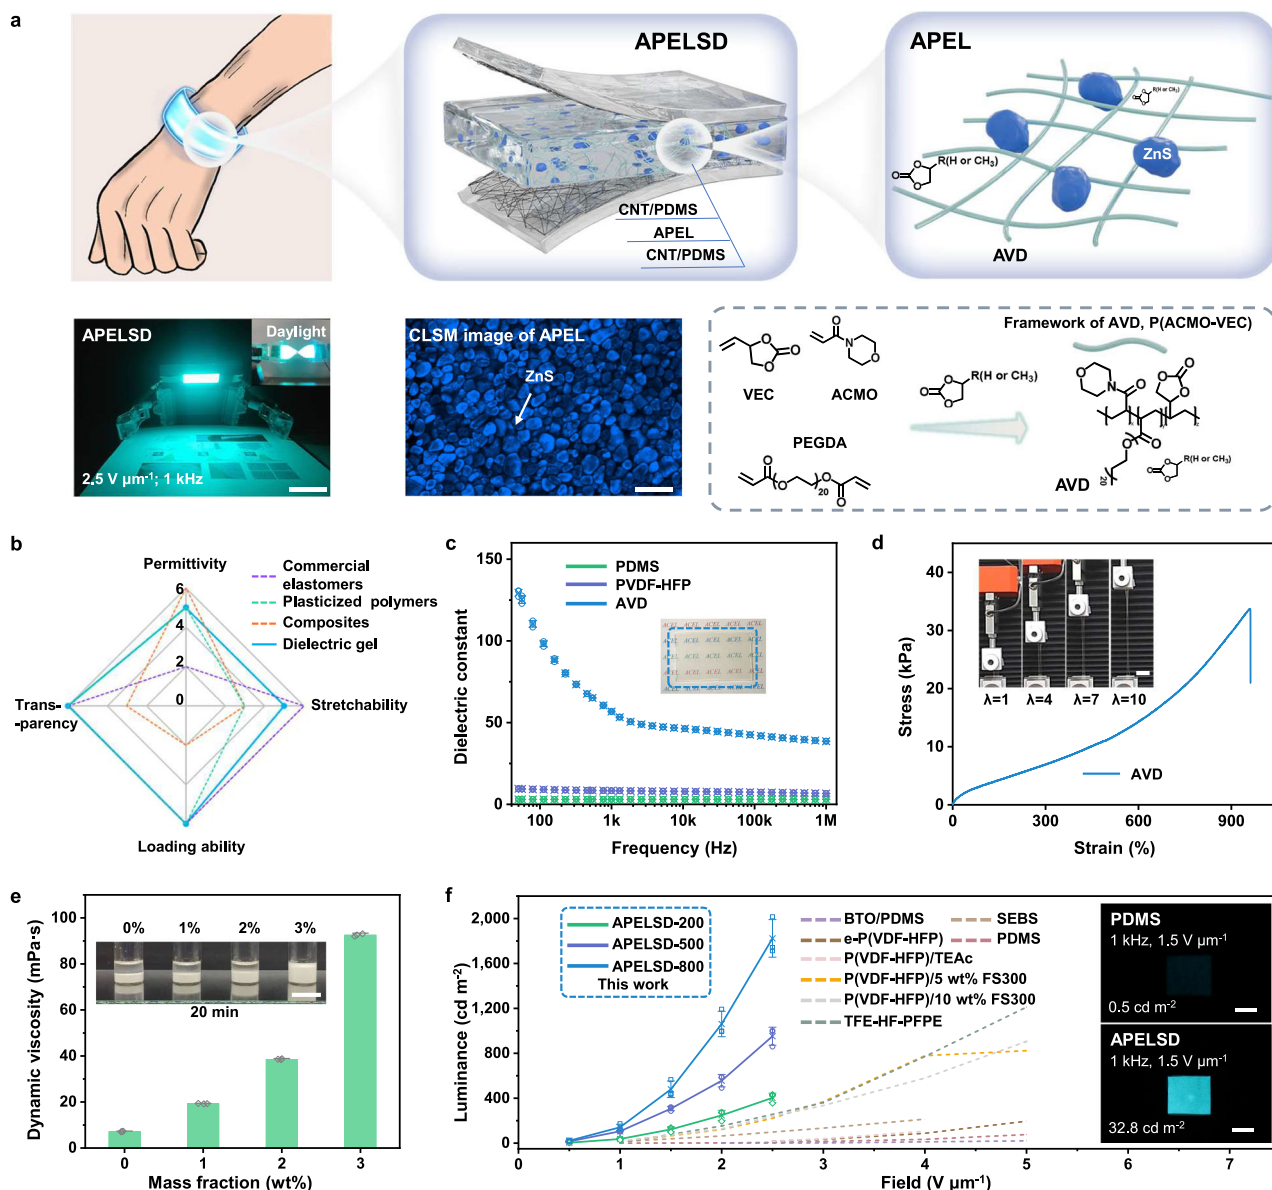 a
APELSD
CNT/PDMS
APEL
CNT/PDMS
APEL
R(H or CH₃)
ZnS
R(H or CH₃)
AVD
APELSD
Daylight
2.5 V µm⁻¹; 1 kHz
CLSM image of APEL
ZnS
Framework of AVD, P(ACMO-VEC)
VEC
ACMO
R(H or CH₃)
PEGDA
20
AVD
20
R(H or CH₃)
b
Permittivity
6
4
2
0
Trans-
-parency
Stretchability
Loading ability
Commercial
elastomers
Plasticized polymers
Composites
Dielectric gel
c
Dielectric constant
150
100
50
0
PDMS
PVDF-HFP
AVD
100
1k
10k
100k
1M
Frequency (Hz)
d
Stress (kPa)
40
30
20
10
0
λ=1
λ=4
λ=7
λ=10
AVD
0
300
600
900
Strain (%)
e
Dynamic viscosity (mPa·s)
100
80
60
40
20
0
0%
1%
2%
3%
20 min
0
1
2
3
Mass fraction (wt%)
f
Luminance (cd m⁻²)
2,000
1,600
1,200
800
400
0
APELSD-200
APELSD-500
APELSD-800
This work
BTO/PDMS
e-P(VDF-HFP)
P(VDF-HFP)/TEAc
P(VDF-HFP)/5 wt% FS300
P(VDF-HFP)/10 wt% FS300
TFE-HF-PFPE
SEBS
PDMS
PDMS
1 kHz, 1.5 V µm⁻¹
0.5 cd m⁻²
APELSD
1 kHz, 1.5 V µm⁻¹
32.8 cd m⁻²
0
1
2
3
4
5
6
7
Field (V µm⁻¹)